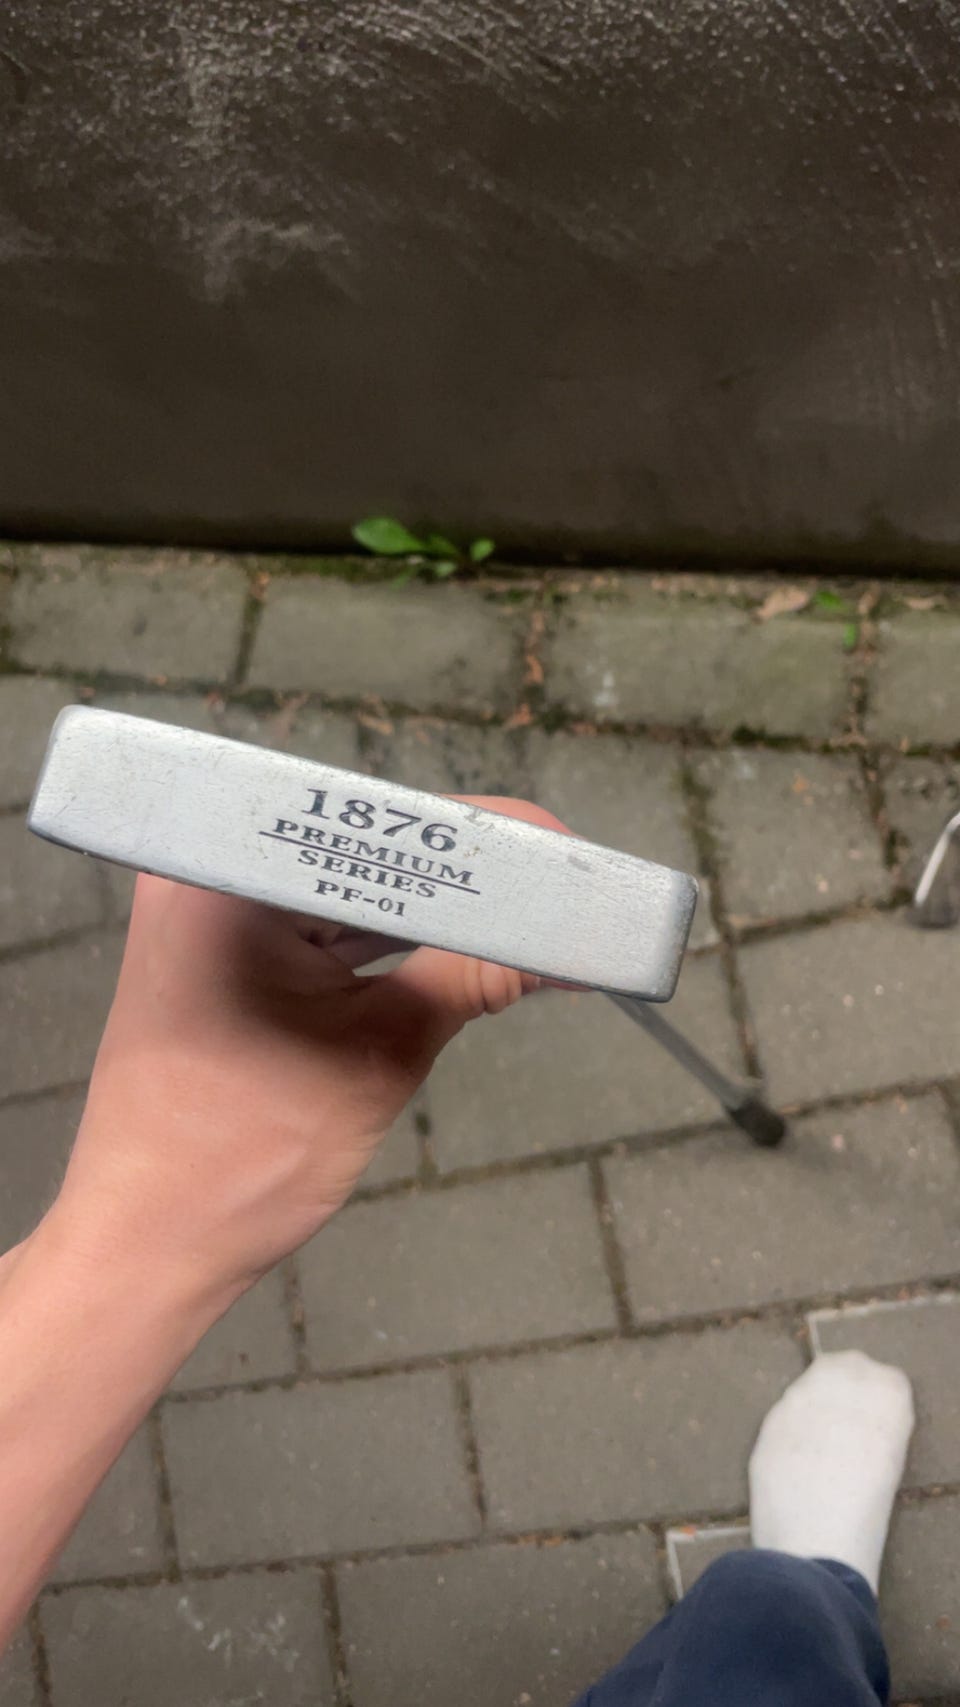 1876
PREMIUM
SERIES
PF-01